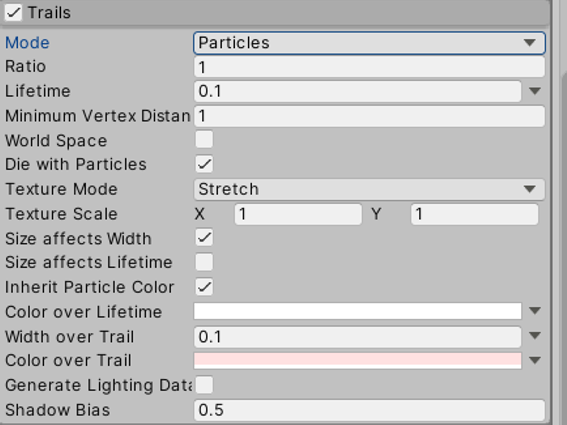 Trails
Mode Particles
Ratio 1
Lifetime 0.1
Minimum Vertex Distan 1
World Space
Die with Particles
Texture Mode Stretch
Texture Scale X 1 Y 1
Size affects Width
Size affects Lifetime
Inherit Particle Color
Color over Lifetime
Width over Trail 0.1
Color over Trail
Generate Lighting Data
Shadow Bias 0.5